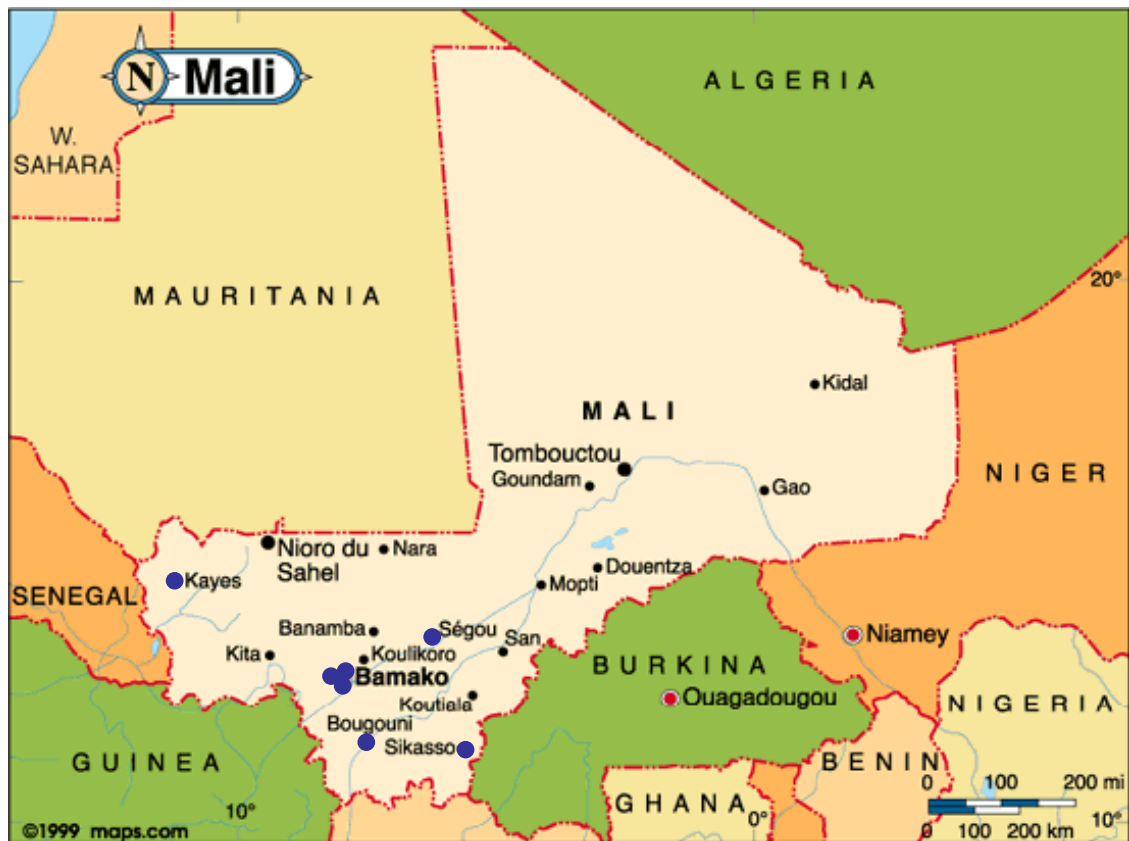 N Mali
ALGERIA
W.
SAHARA
MAURITANIA
20°
Kidal
MALI
Tombouctou
Goundam
Gao
NIGER
Nioro du
Sahel
Nara
Kayes
Douentza
Mopti
SENEGAL
Banamba
Ségou
San
Niamey
Kita
Koulikoro
Bamako
BURKINA
Koutiala
Ouagadougou
NIGERIA
Bougouni
Sikasso
GUINEA
BENIN
0 100 200 mi
GHANA
10°
0°
10°
0 100 200 km
©1999 maps.com